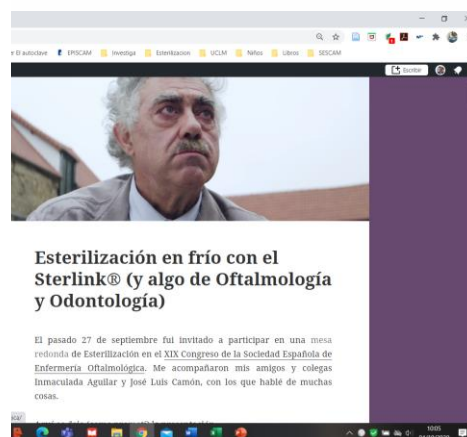 El autoclave EPISCAM Investiga Esterilizacion UCLM Niños Libros SESCAM
Escribir
Esterilización en frío con el
Sterlink® (y algo de Oftalmología
y Odontología)
El pasado 27 de septiembre fui invitado a participar en una mesa
redonda de Esterilización en el XIX Congreso de la Sociedad Española de
Enfermería Oftalmológica. Me acompañaron mis amigos y colegas
Inmaculada Aguilar y José Luis Camón, con los que hablé de muchas
cosas.
10:05